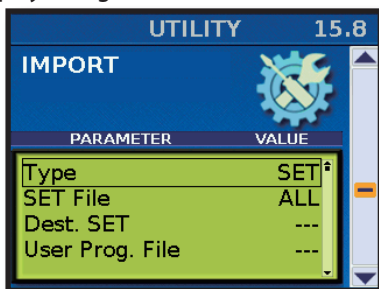 UTILITY 15.8
IMPORT
PARAMETER VALUE
Type SET
SET File ALL
Dest. SET ---
User Prog. File ---